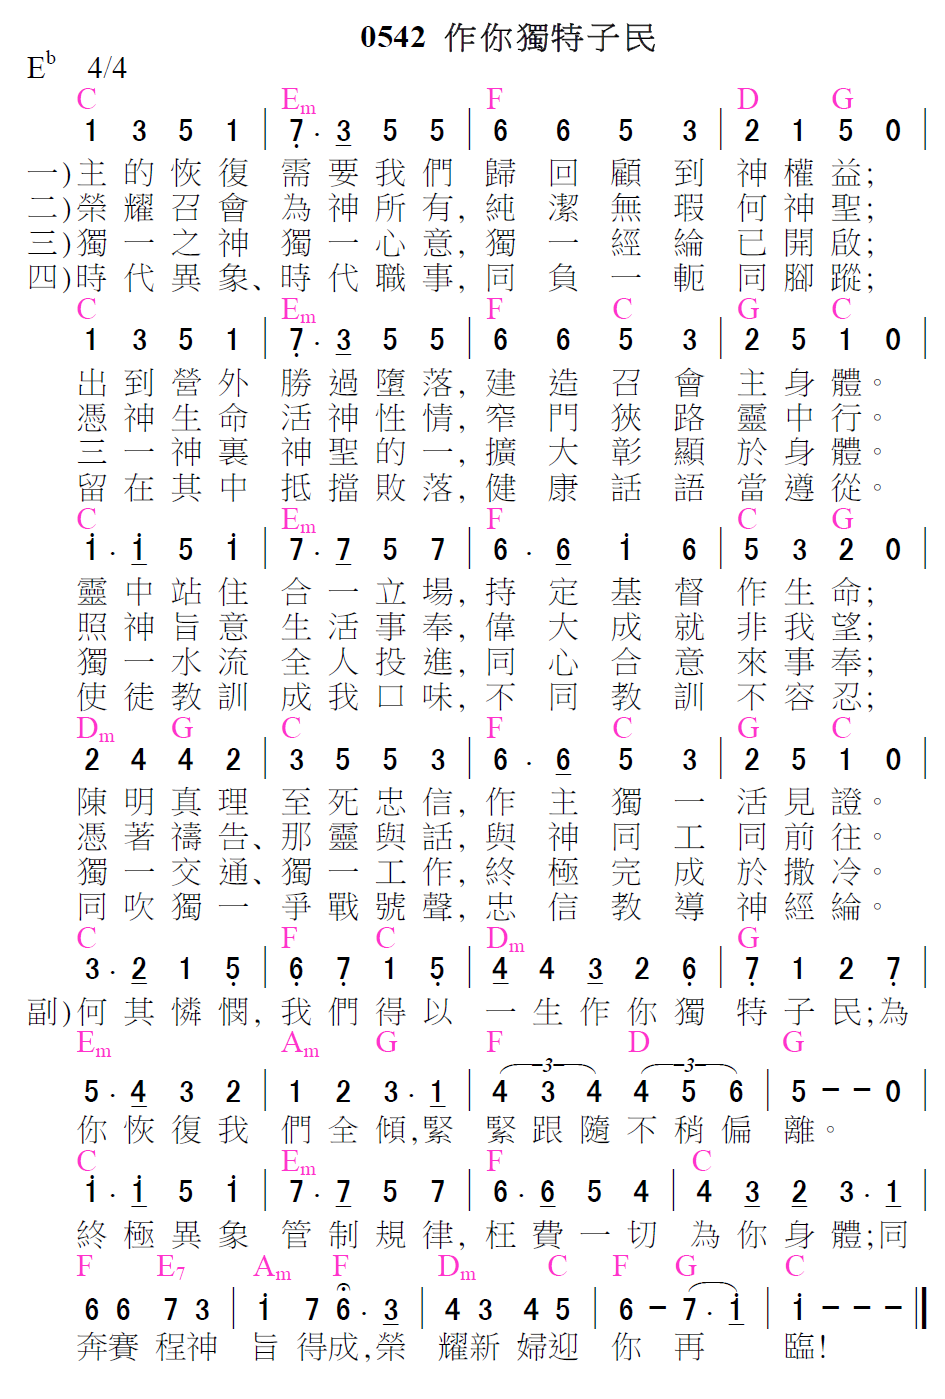 0542 作你獨特子民
E♭ 4/4
C Em F D G
1 3 5 1 | 7̣ · 3̲ 5 5 | 6 6 5 3 | 2 1 5 0 |
一)主的恢復 需要我們 歸回顧到 神權益;
二)榮耀召會 為神所有, 純潔無瑕 何神聖;
三)獨一之神 獨一心意, 獨一經綸 已開啟;
四)時代異象、時代職事, 同負一軛 同腳蹤;
C Em F C G C
1 3 5 1 | 7̣ · 3̲ 5 5 | 6 6 5 3 | 2 5 1 0 |
出到營外 勝過墮落, 建造召會 主身體。
憑神生命 活神性情, 窄門狹路 靈中行。
三一神裏 神聖的一, 擴大彰顯 於身體。
留在其中 抵擋敗落, 健康話語 當遵從。
C Em F C G
1̇ · 1̲̇ 5 1̇ | 7 · 7̲ 5 7 | 6 · 6̲ 1̇ 6 | 5 3 2 0 |
靈中站住 合一立場, 持定基督 作生命;
照神旨意 生活事奉, 偉大成就 非我望;
獨一水流 全人投進, 同心合意 來事奉;
使徒教訓 成我口味, 不同教訓 不容忍;
Dm G C F C G C
2 4 4 2 | 3 5 5 3 | 6 · 6̲ 5 3 | 2 5 1 0 |
陳明真理 至死忠信, 作主獨一 活見證。
憑著禱告、那靈與話, 與神同工 同前往。
獨一交通、獨一工作, 終極完成 於撒冷。
同吹獨一 爭戰號聲, 忠信教導 神經綸。
C F C Dm G
3 · 2̲ 1 5̣ | 6̣ 7̣ 1 5̣ | 4̲ 4 3̲ 2 6̣ | 7̣ 1 2 7̣ |
副)何其憐憫, 我們得以 一生作你獨 特子民;為
Em Am G F D G
5 · 4̲ 3 2 | 1 2 3 · 1̲ | 4 3 4 4 5 6 | 5 – – 0 |
-3- -3-
你恢復我 們全傾,緊 緊跟隨不稍偏 離。
C Em F C
1̇ · 1̲̇ 5 1̇ | 7 · 7̲ 5 7 | 6 · 6̲ 5 4 | 4 3̲ 2̲ 3 · 1̲ |
終極異象 管制規律, 枉費一切 為你身體;同
F E7 Am F Dm C F G C
6 6 7 3 | 1̇ 7 6 · 3̲ | 4 3 4 5 | 6 – 7 · 1̲̇ | 1̇ – – – ‖
奔賽程神 旨得成,榮 耀新婦迎 你再 臨!